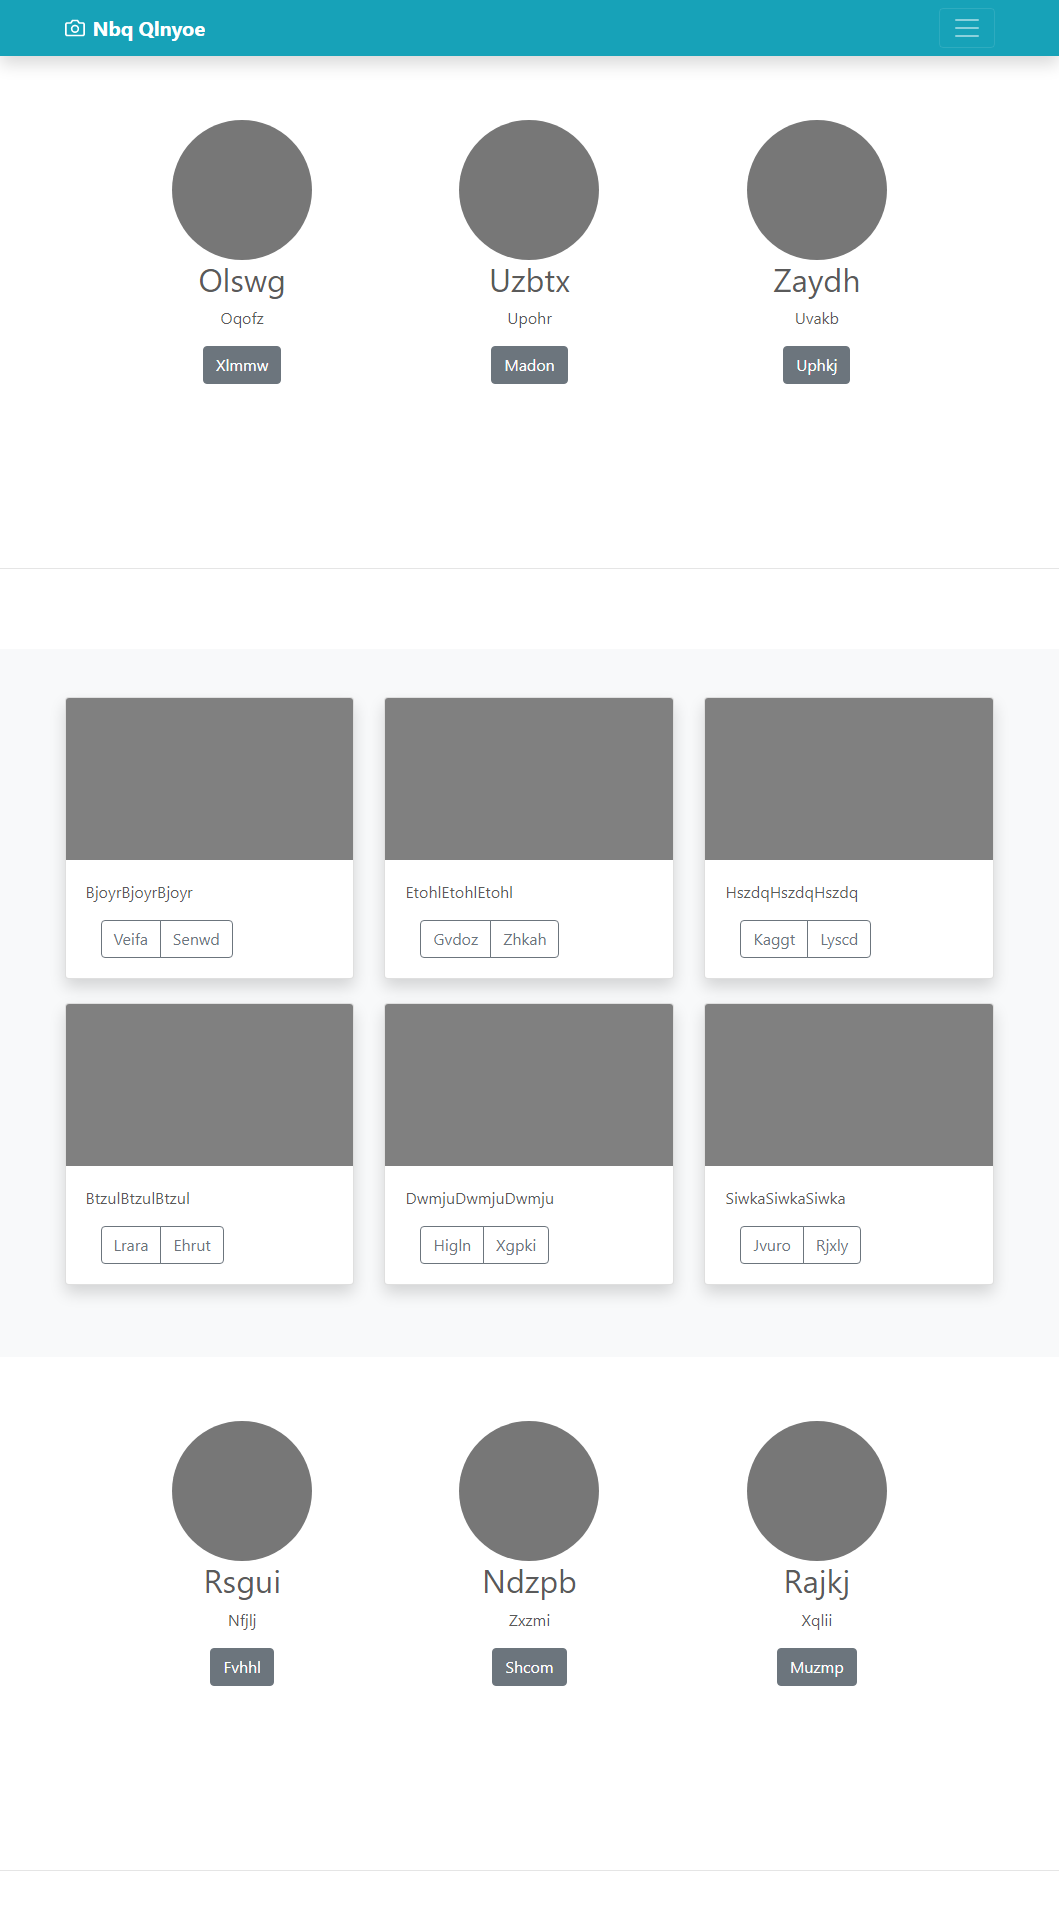 Nbq Qlnyoe
Olswg
Uzbtx
Zaydh
Oqofz
Upohr
Uvakb
Xlmmw
Madon
Uphkj
BjoyrBjoyrBjoyr
EtohlEtohlEtohl
HszdqHszdqHszdq
Veifa Senwd
Gvdoz Zhkah
Kaggt Lyscd
BtzulBtzulBtzul
DwmjuDwmjuDwmju
SiwkaSiwkaSiwka
Lrara Ehrut
Higln Xgpki
Jvuro Rjxly
Rsgui
Ndzpb
Rajkj
Nfjlj
Zxzmi
Xqlii
Fvhhl
Shcom
Muzmp